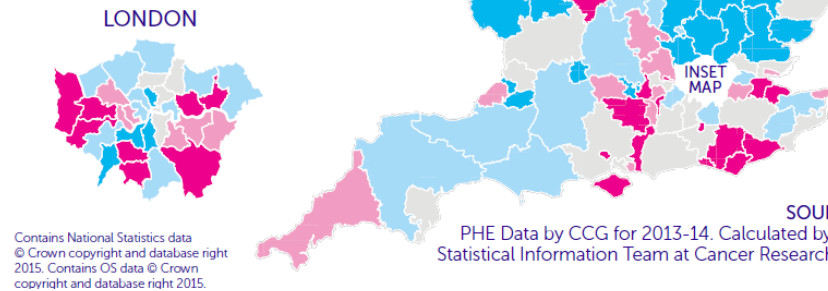 LONDON
INSET
MAP
Contains National Statistics data
© Crown copyright and database right
2015. Contains OS data © Crown
copyright and database right 2015.
PHE Data by CCG for 2013-14. Calculated by
Statistical Information Team at Cancer Research